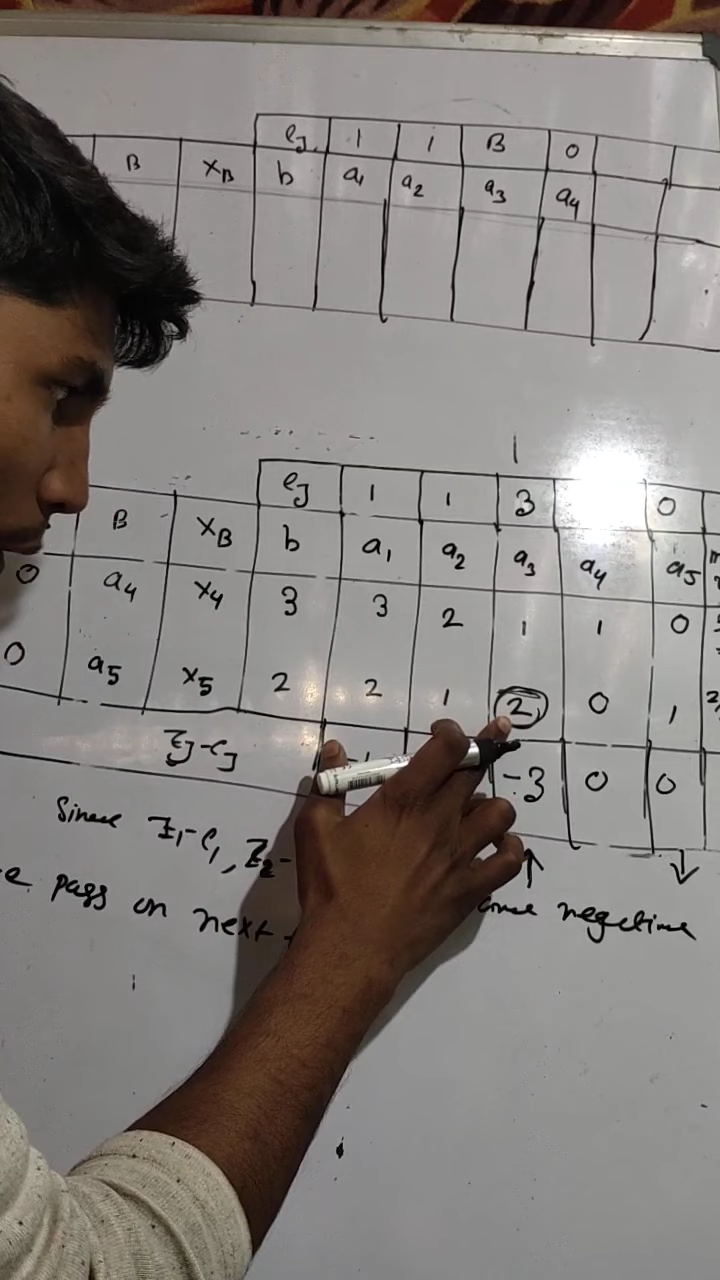 cJ 1 1 B 0
B XB b a1 a2 a3 a4
cJ 1 1 3 0
B XB b a1 a2 a3 a4 a5
0 a4 x4 3 3 2 1 1 0
0 a5 x5 2 2 1 2 0 1
zJ-cJ -3 0 0
Since z1-c1, z2-
negetive
pass on next